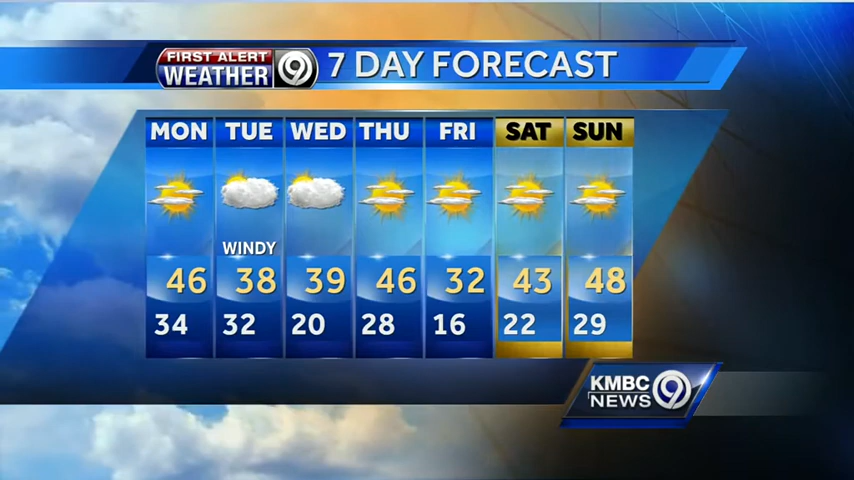 FIRST ALERT
WEATHER 9
7 DAY FORECAST
MON TUE WED THU FRI SAT SUN
WINDY
46 38 39 46 32 43 48
34 32 20 28 16 22 29
KMBC
NEWS 9